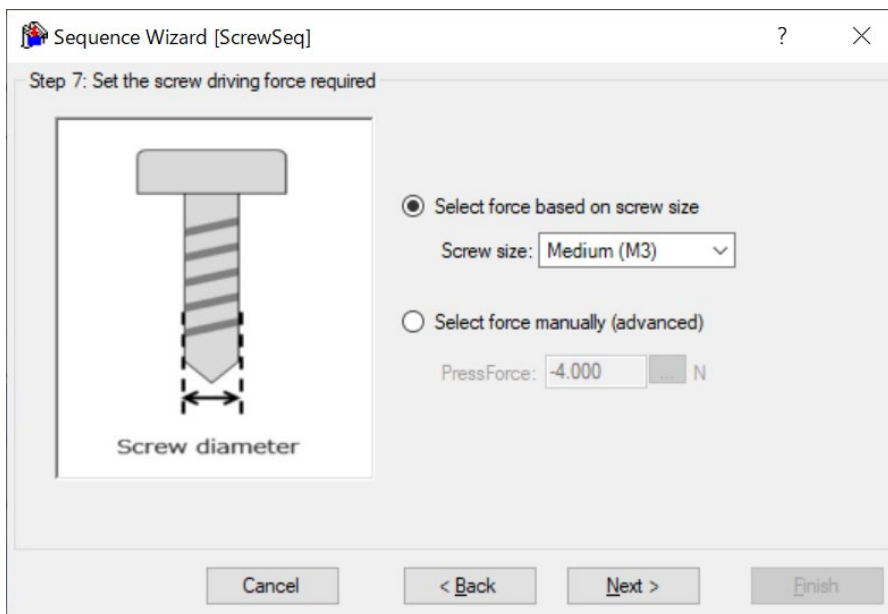 Sequence Wizard [ScrewSeq] ?
Step 7: Set the screw driving force required
Screw diameter
Select force based on screw size
Screw size: Medium (M3)
Select force manually (advanced)
PressForce: -4.000 ... N
Cancel < Back Next > Finish